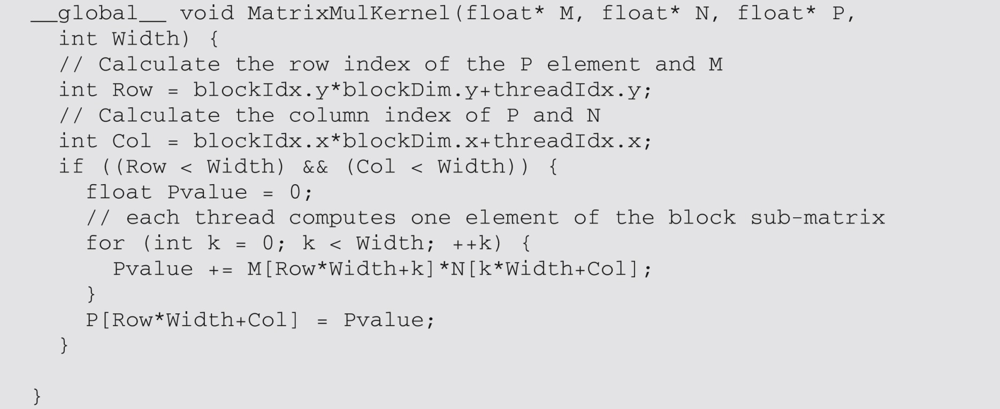 __global__ void MatrixMulKernel(float* M, float* N, float* P,
int Width) {
// Calculate the row index of the P element and M
int Row = blockIdx.y*blockDim.y+threadIdx.y;
// Calculate the column index of P and N
int Col = blockIdx.x*blockDim.x+threadIdx.x;
if ((Row < Width) && (Col < Width)) {
float Pvalue = 0;
// each thread computes one element of the block sub-matrix
for (int k = 0; k < Width; ++k) {
Pvalue += M[Row*Width+k]*N[k*Width+Col];
}
P[Row*Width+Col] = Pvalue;
}
}